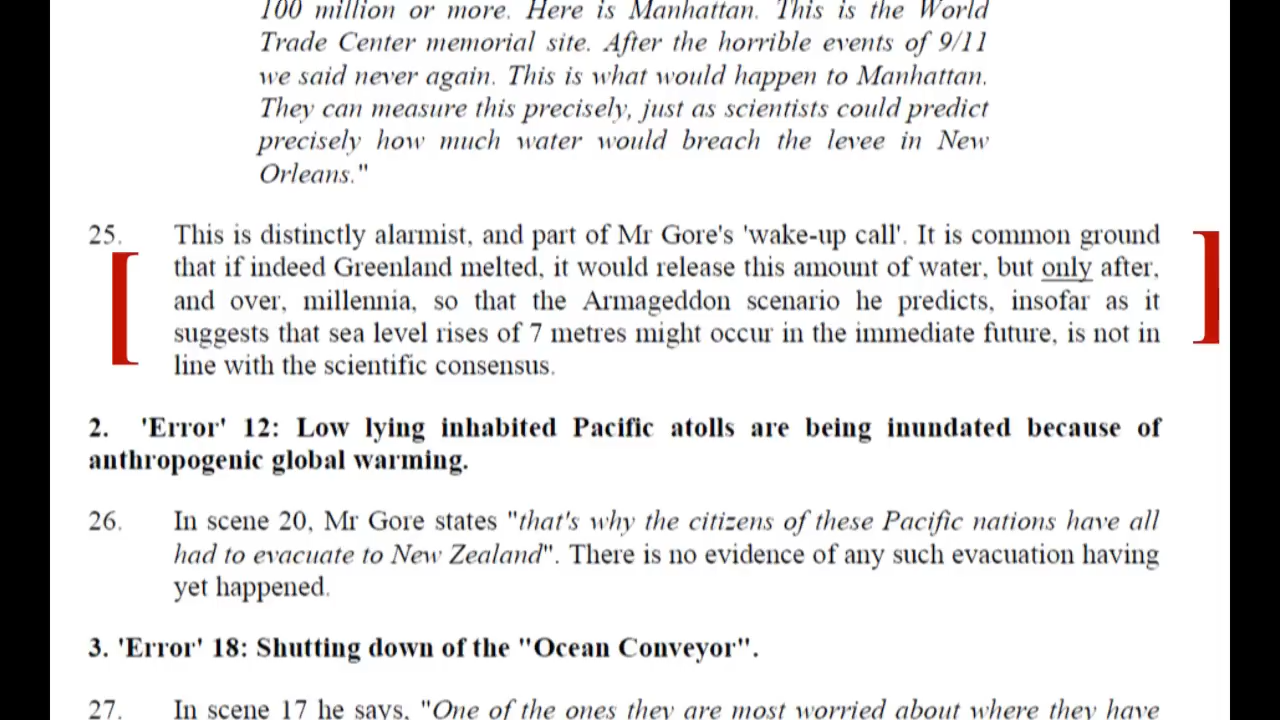 100 million or more. Here is Manhattan. This is the World
Trade Center memorial site. After the horrible events of 9/11
we said never again. This is what would happen to Manhattan.
They can measure this precisely, just as scientists could predict
precisely how much water would breach the levee in New
Orleans."
25. This is distinctly alarmist, and part of Mr Gore's 'wake-up call'. It is common ground
that if indeed Greenland melted, it would release this amount of water, but only after,
and over, millennia, so that the Armageddon scenario he predicts, insofar as it
suggests that sea level rises of 7 metres might occur in the immediate future, is not in
line with the scientific consensus.
2. 'Error' 12: Low lying inhabited Pacific atolls are being inundated because of
anthropogenic global warming.
26. In scene 20, Mr Gore states "that's why the citizens of these Pacific nations have all
had to evacuate to New Zealand". There is no evidence of any such evacuation having
yet happened.
3. 'Error' 18: Shutting down of the "Ocean Conveyor".
27. In scene 17 he says, "One of the ones they are most worried about where they have